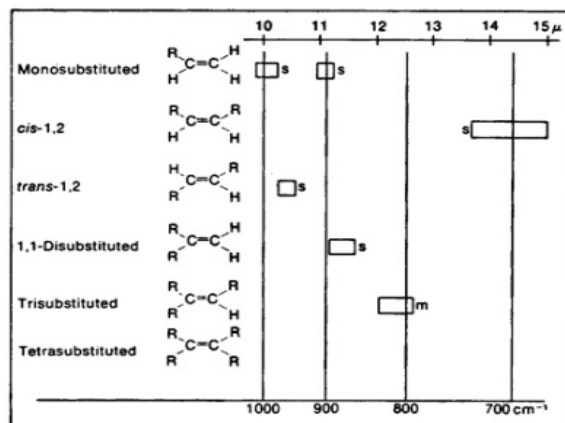 10 11 12 13 14 15 μ
Monosubstituted R H C=C H H s s
cis-1,2 R R C=C H H s
trans-1,2 H R C=C R H s
1,1-Disubstituted R H C=C R H s
Trisubstituted R R C=C R H m
Tetrasubstituted R R C=C R R
1000 900 800 700 cm⁻¹